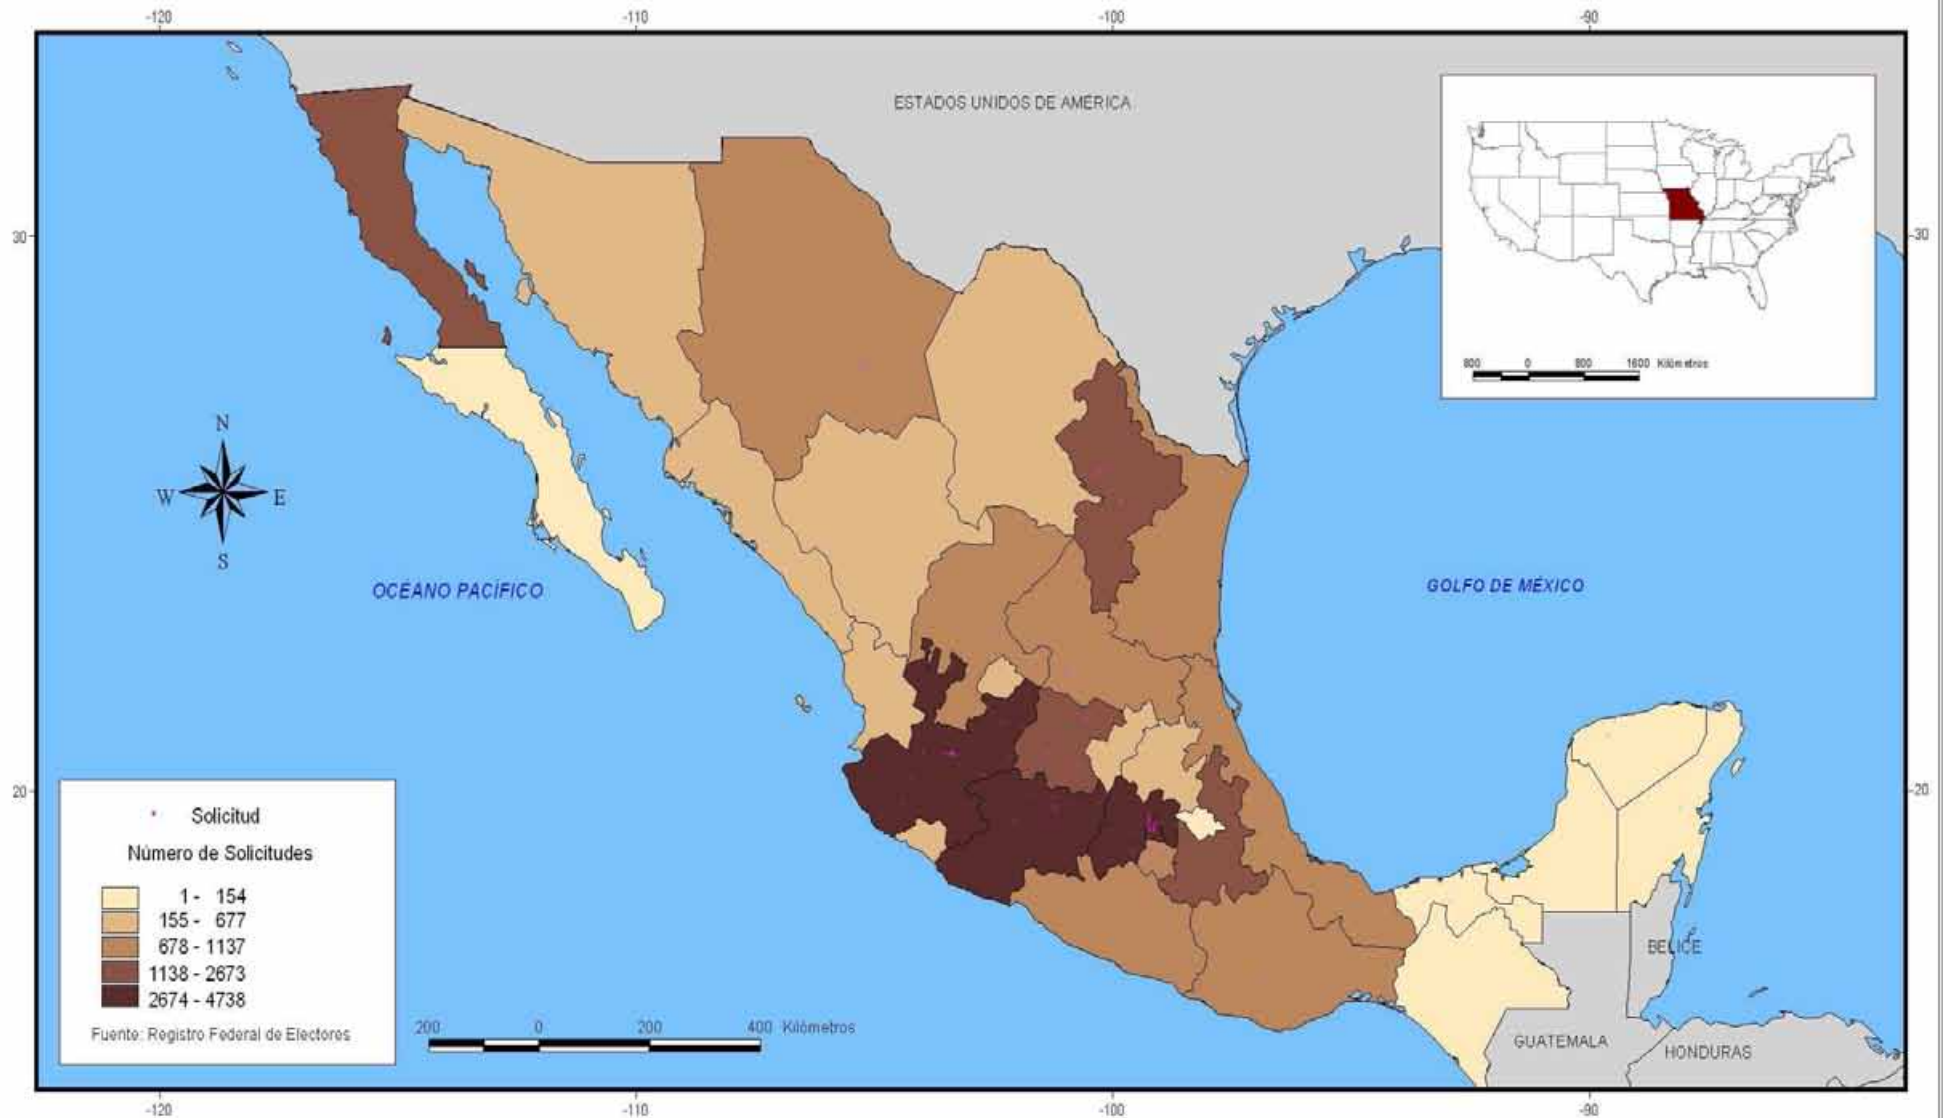 -120 -110 -100 -90
ESTADOS UNIDOS DE AMÉRICA
30
30
800 0 800 1600 Kilómetros
N
W E
S
OCÉANO PACÍFICO
GOLFO DE MÉXICO
20
20
Solicitud
Número de Solicitudes
1 - 154
155 - 677
678 - 1137
1138 - 2673
2674 - 4738
Fuente: Registro Federal de Electores
200 0 200 400 Kilómetros
BELICE
GUATEMALA
HONDURAS
-120 -110 -100 -90